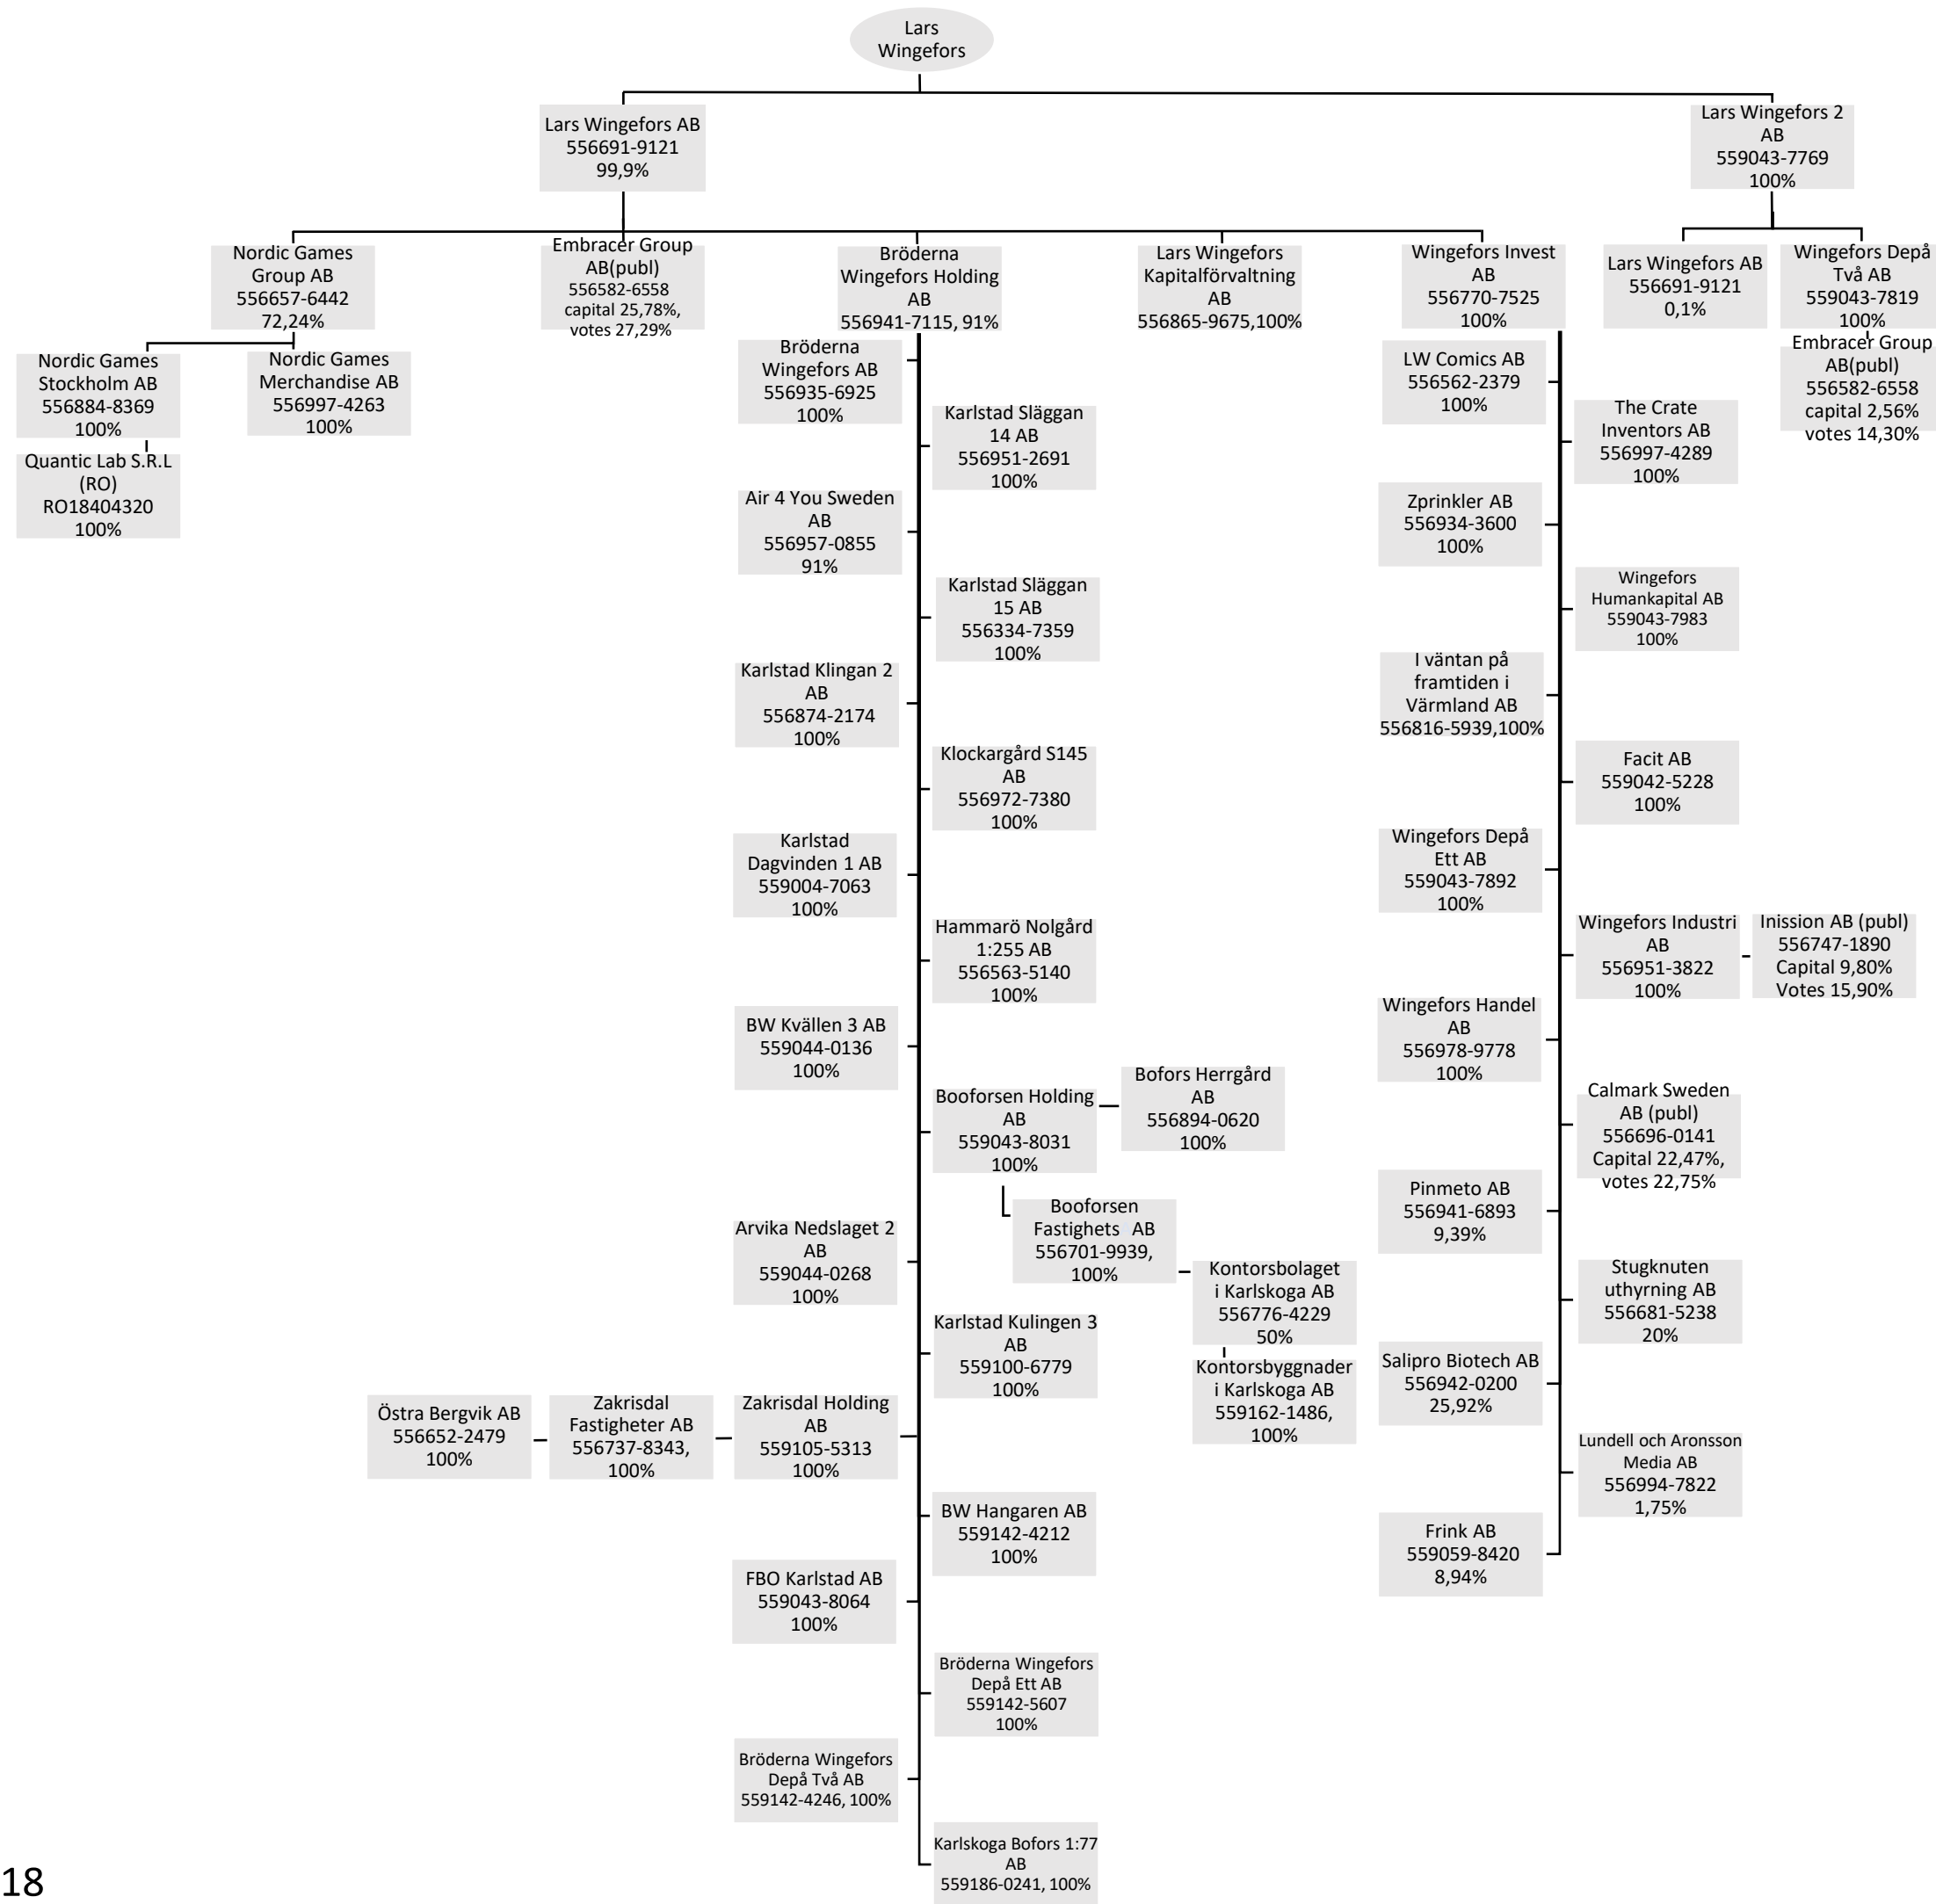 Lars
Wingefors
Lars Wingefors AB
556691-9121
99,9%
Lars Wingefors 2
AB
559043-7769
100%
Nordic Games
Group AB
556657-6442
72,24%
Embracer Group
AB(publ)
556582-6558
capital 25,78%,
votes 27,29%
Bröderna
Wingefors Holding
AB
556941-7115, 91%
Lars Wingefors
Kapitalförvaltning
AB
556865-9675,100%
Wingefors Invest
AB
556770-7525
100%
Lars Wingefors AB
556691-9121
0,1%
Wingefors Depå
Två AB
559043-7819
100%
Nordic Games
Stockholm AB
556884-8369
100%
Nordic Games
Merchandise AB
556997-4263
100%
Quantic Lab S.R.L
(RO)
RO18404320
100%
Embracer Group
AB(publ)
556582-6558
capital 2,56%
votes 14,30%
Bröderna
Wingefors AB
556935-6925
100%
Karlstad Släggan
14 AB
556951-2691
100%
Air 4 You Sweden
AB
556957-0855
91%
Karlstad Släggan
15 AB
556334-7359
100%
Karlstad Klingan 2
AB
556874-2174
100%
Klockargård S145
AB
556972-7380
100%
Karlstad
Dagvinden 1 AB
559004-7063
100%
Hammarö Nolgård
1:255 AB
556563-5140
100%
BW Kvällen 3 AB
559044-0136
100%
Booforsen Holding
AB
559043-8031
100%
Bofors Herrgård
AB
556894-0620
100%
Booforsen
Fastighets AB
556701-9939,
100%
Kontorsbolaget
i Karlskoga AB
556776-4229
50%
Kontorsbyggnader
i Karlskoga AB
559162-1486,
100%
Arvika Nedslaget 2
AB
559044-0268
100%
Karlstad Kulingen 3
AB
559100-6779
100%
Östra Bergvik AB
556652-2479
100%
Zakrisdal
Fastigheter AB
556737-8343,
100%
Zakrisdal Holding
AB
559105-5313
100%
BW Hangaren AB
559142-4212
100%
FBO Karlstad AB
559043-8064
100%
Bröderna Wingefors
Depå Ett AB
559142-5607
100%
Bröderna Wingefors
Depå Två AB
559142-4246, 100%
Karlskoga Bofors 1:77
AB
559186-0241, 100%
LW Comics AB
556562-2379
100%
The Crate
Inventors AB
556997-4289
100%
Zprinkler AB
556934-3600
100%
Wingefors
Humankapital AB
559043-7983
100%
I väntan på
framtiden i
Värmland AB
556816-5939,100%
Facit AB
559042-5228
100%
Wingefors Depå
Ett AB
559043-7892
100%
Wingefors Industri
AB
556951-3822
100%
Inission AB (publ)
556747-1890
Capital 9,80%
Votes 15,90%
Wingefors Handel
AB
556978-9778
100%
Calmark Sweden
AB (publ)
556696-0141
Capital 22,47%,
votes 22,75%
Pinmeto AB
556941-6893
9,39%
Stugknuten
uthyrning AB
556681-5238
20%
Salipro Biotech AB
556942-0200
25,92%
Lundell och Aronsson
Media AB
556994-7822
1,75%
Frink AB
559059-8420
8,94%
18